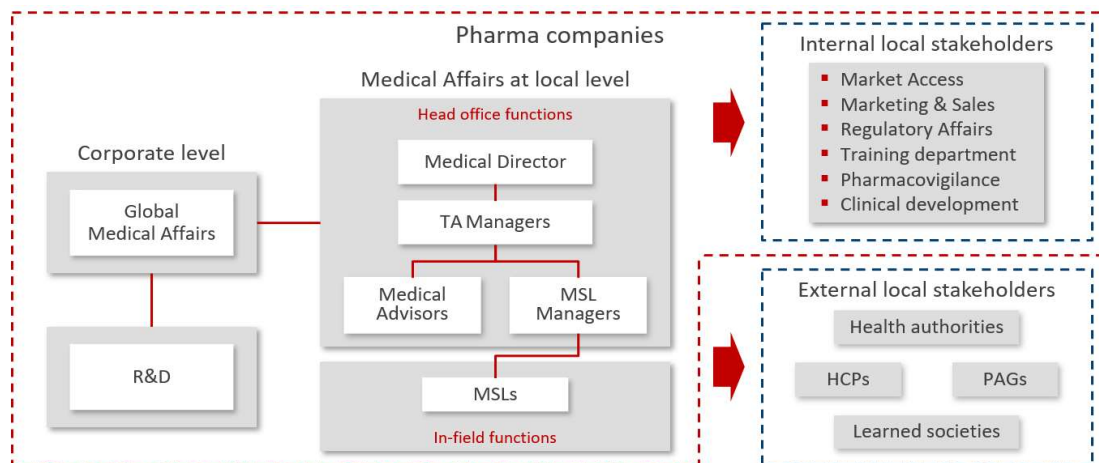 Pharma companies
Corporate level
Global
Medical Affairs
R&D
Medical Affairs at local level
Head office functions
Medical Director
TA Managers
Medical
Advisors
MSL
Managers
MSLs
In-field functions
Internal local stakeholders
Market Access
Marketing & Sales
Regulatory Affairs
Training department
Pharmacovigilance
Clinical development
External local stakeholders
Health authorities
HCPs
PAGs
Learned societies